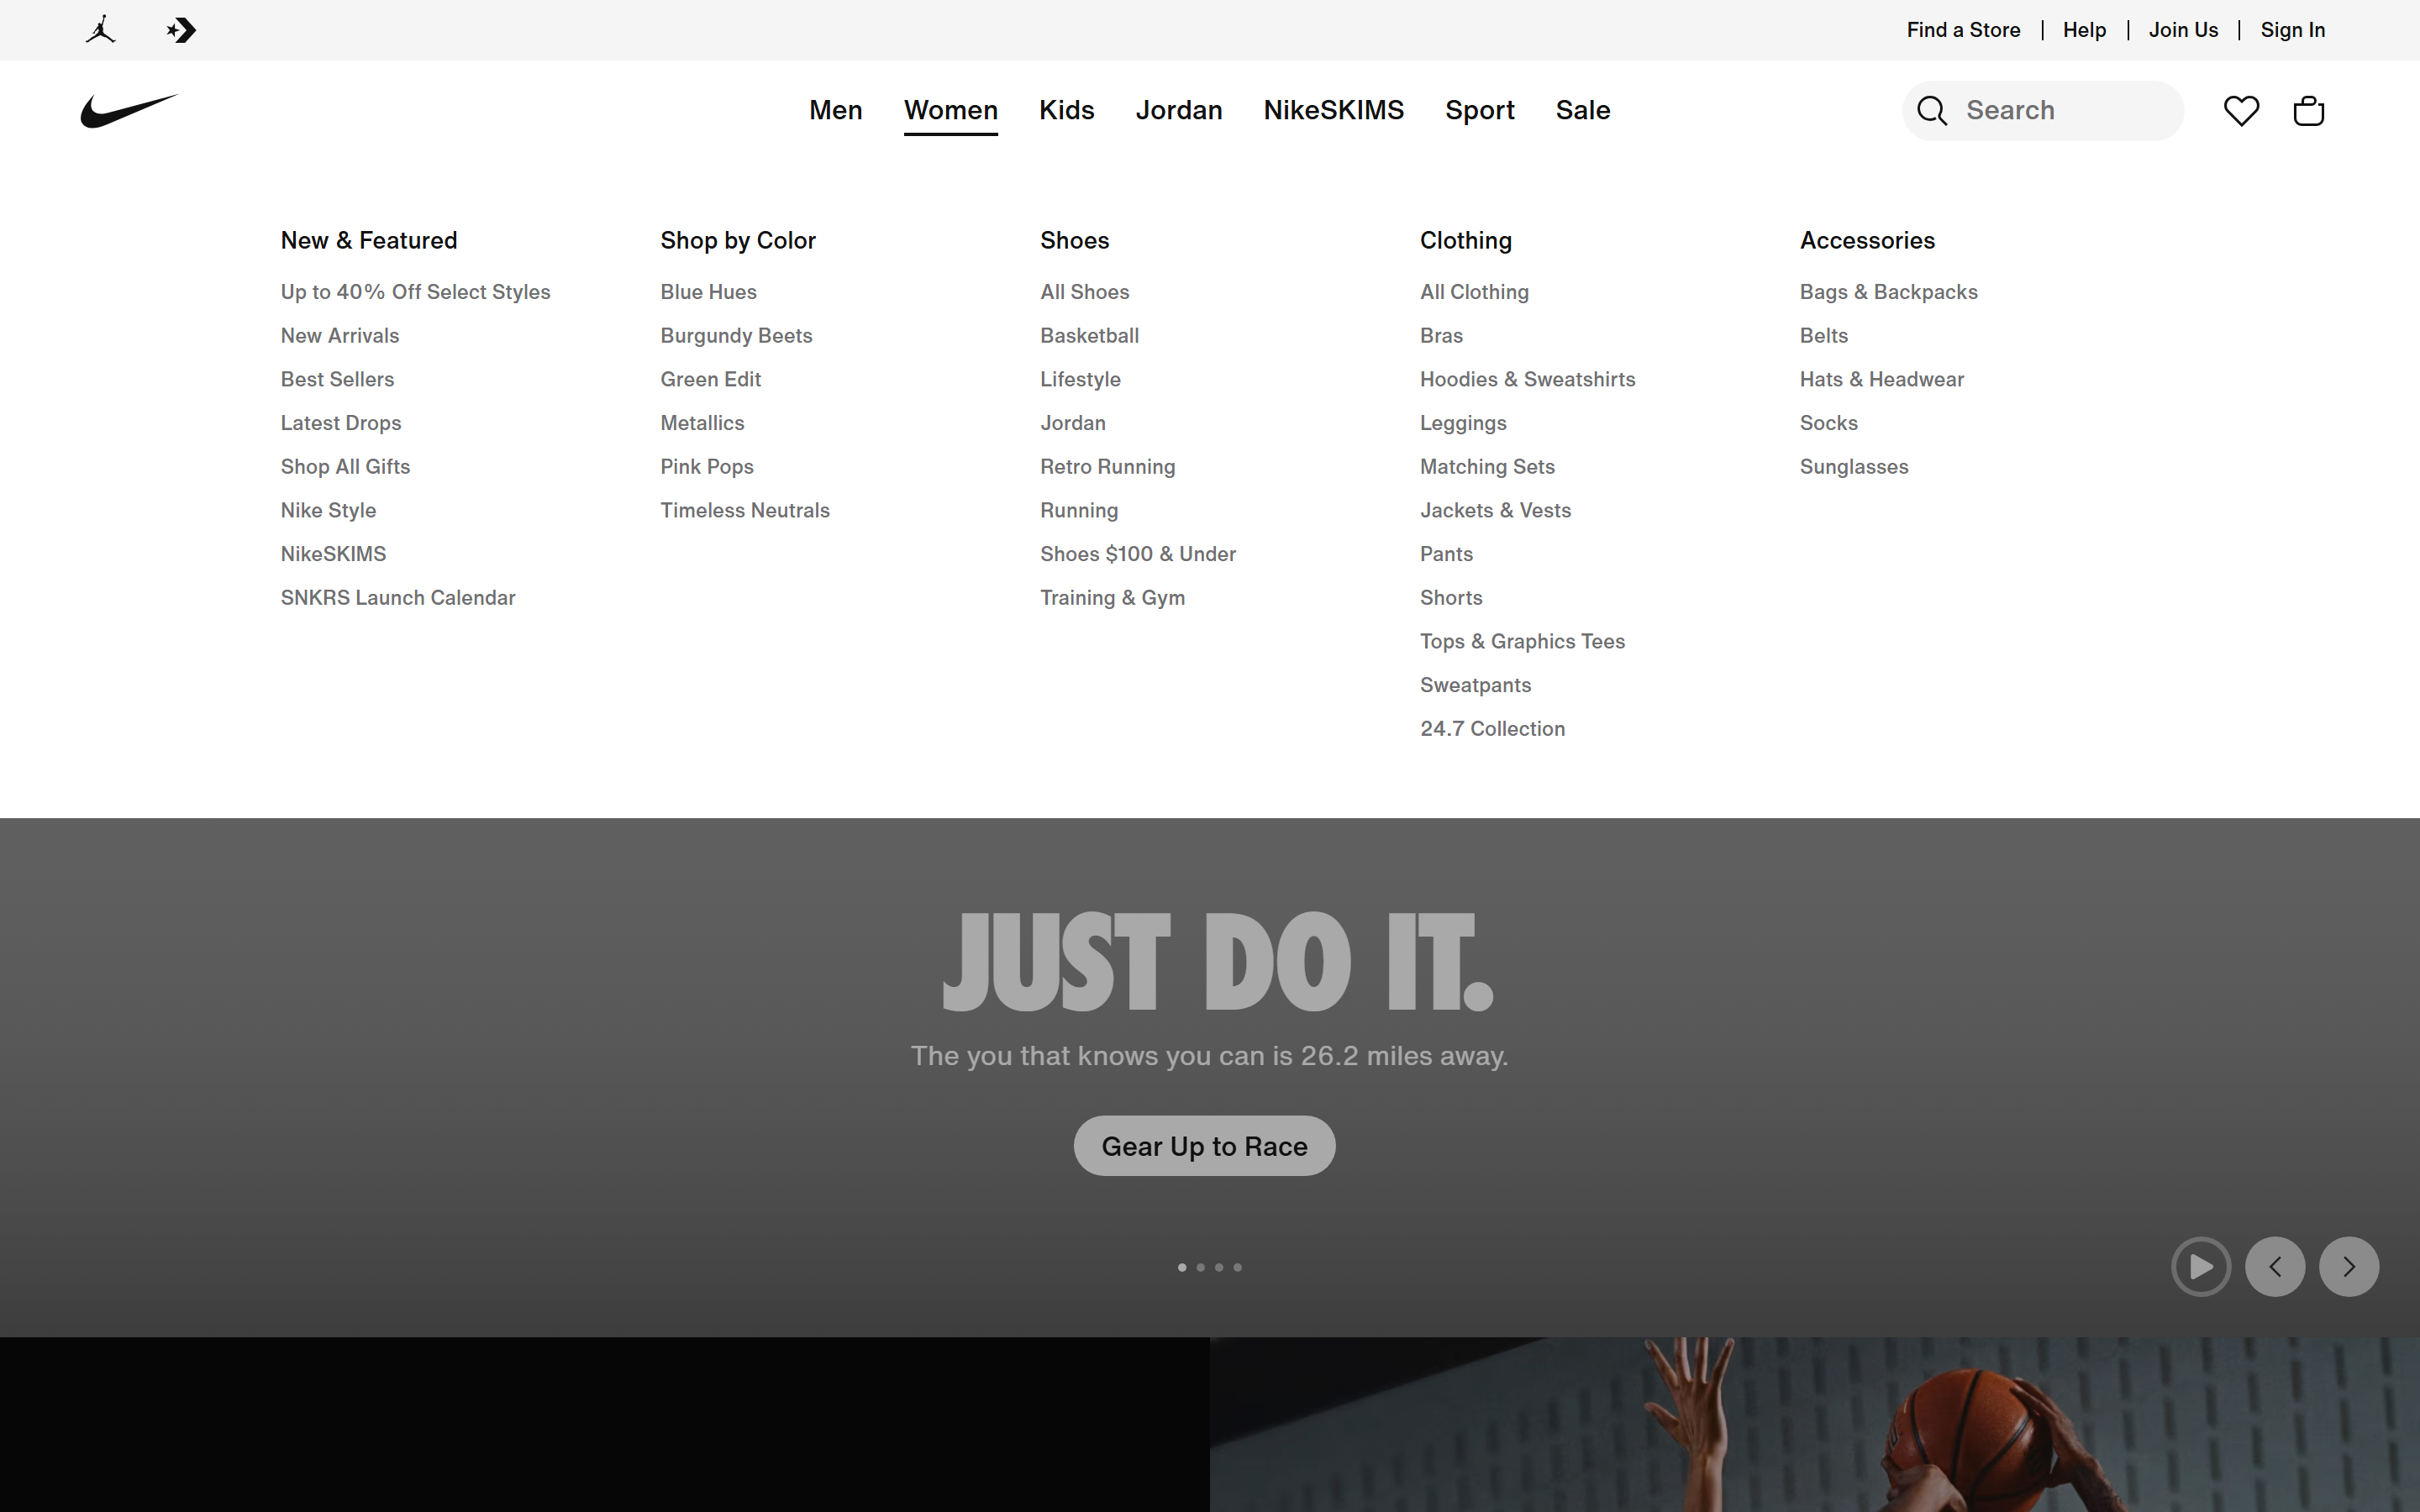 Find a Store
Help
Join Us
Sign In
Men
Women
Kids
Jordan
NikeSKIMS
Sport
Sale
Search
New & Featured
Up to 40% Off Select Styles
New Arrivals
Best Sellers
Latest Drops
Shop All Gifts
Nike Style
NikeSKIMS
SNKRS Launch Calendar
Shop by Color
Blue Hues
Burgundy Beets
Green Edit
Metallics
Pink Pops
Timeless Neutrals
Shoes
All Shoes
Basketball
Lifestyle
Jordan
Retro Running
Running
Shoes $100 & Under
Training & Gym
Clothing
All Clothing
Bras
Hoodies & Sweatshirts
Leggings
Matching Sets
Jackets & Vests
Pants
Shorts
Tops & Graphics Tees
Sweatpants
24.7 Collection
Accessories
Bags & Backpacks
Belts
Hats & Headwear
Socks
Sunglasses
JUST DO IT.
The you that knows you can is 26.2 miles away.
Gear Up to Race